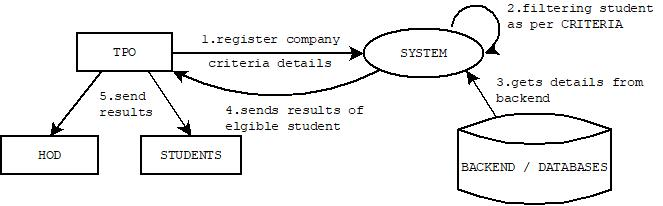 2.filtering student
as per CRITERIA
1.register company
criteria details
TPO
SYSTEM
3.gets details from
backend
5.send
results
4.sends results of
elgible student
HOD
STUDENTS
BACKEND / DATABASES